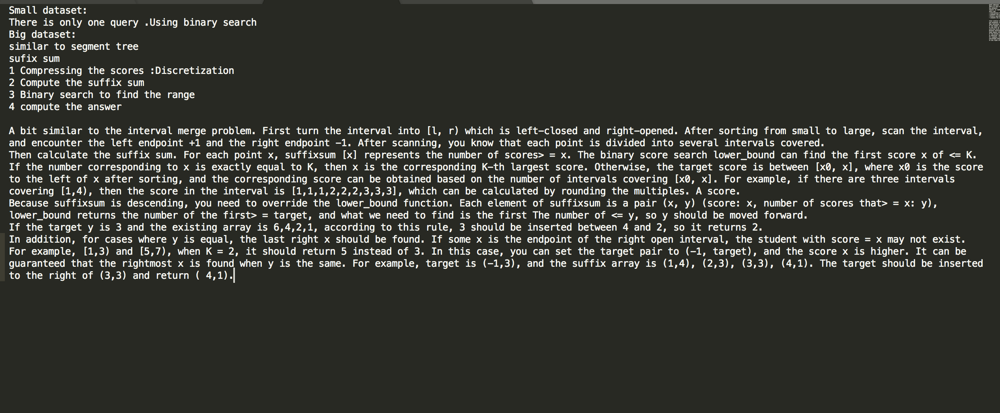 Small dataset:
There is only one query .Using binary search
Big dataset:
similar to segment tree
sufix sum
1 Compressing the scores :Discretization
2 Compute the suffix sum
3 Binary search to find the range
4 compute the answer
A bit similar to the interval merge problem. First turn the interval into [l, r) which is left-closed and right-opened. After sorting from small to large, scan the interval,
and encounter the left endpoint +1 and the right endpoint -1. After scanning, you know that each point is divided into several intervals covered.
Then calculate the suffix sum. For each point x, suffixsum [x] represents the number of scores> = x. The binary score search lower_bound can find the first score x of <= K.
If the number corresponding to x is exactly equal to K, then x is the corresponding K-th largest score. Otherwise, the target score is between [x0, x], where x0 is the score
to the left of x after sorting, and the corresponding score can be obtained based on the number of intervals covering [x0, x]. For example, if there are three intervals
covering [1,4), then the score in the interval is [1,1,1,2,2,2,3,3,3], which can be calculated by rounding the multiples. A score.
Because suffixsum is descending, you need to override the lower_bound function. Each element of suffixsum is a pair (x, y) (score: x, number of scores that> = x: y),
lower_bound returns the number of the first> = target, and what we need to find is the first The number of <= y, so y should be moved forward.
If the target y is 3 and the existing array is 6,4,2,1, according to this rule, 3 should be inserted between 4 and 2, so it returns 2.
In addition, for cases where y is equal, the last right x should be found. If some x is the endpoint of the right open interval, the student with score = x may not exist.
For example, [1,3) and [5,7), when K = 2, it should return 5 instead of 3. In this case, you can set the target pair to (-1, target), and the score x is higher. It can be
guaranteed that the rightmost x is found when y is the same. For example, target is (-1,3), and the suffix array is (1,4), (2,3), (3,3), (4,1). The target should be inserted
to the right of (3,3) and return ( 4,1).